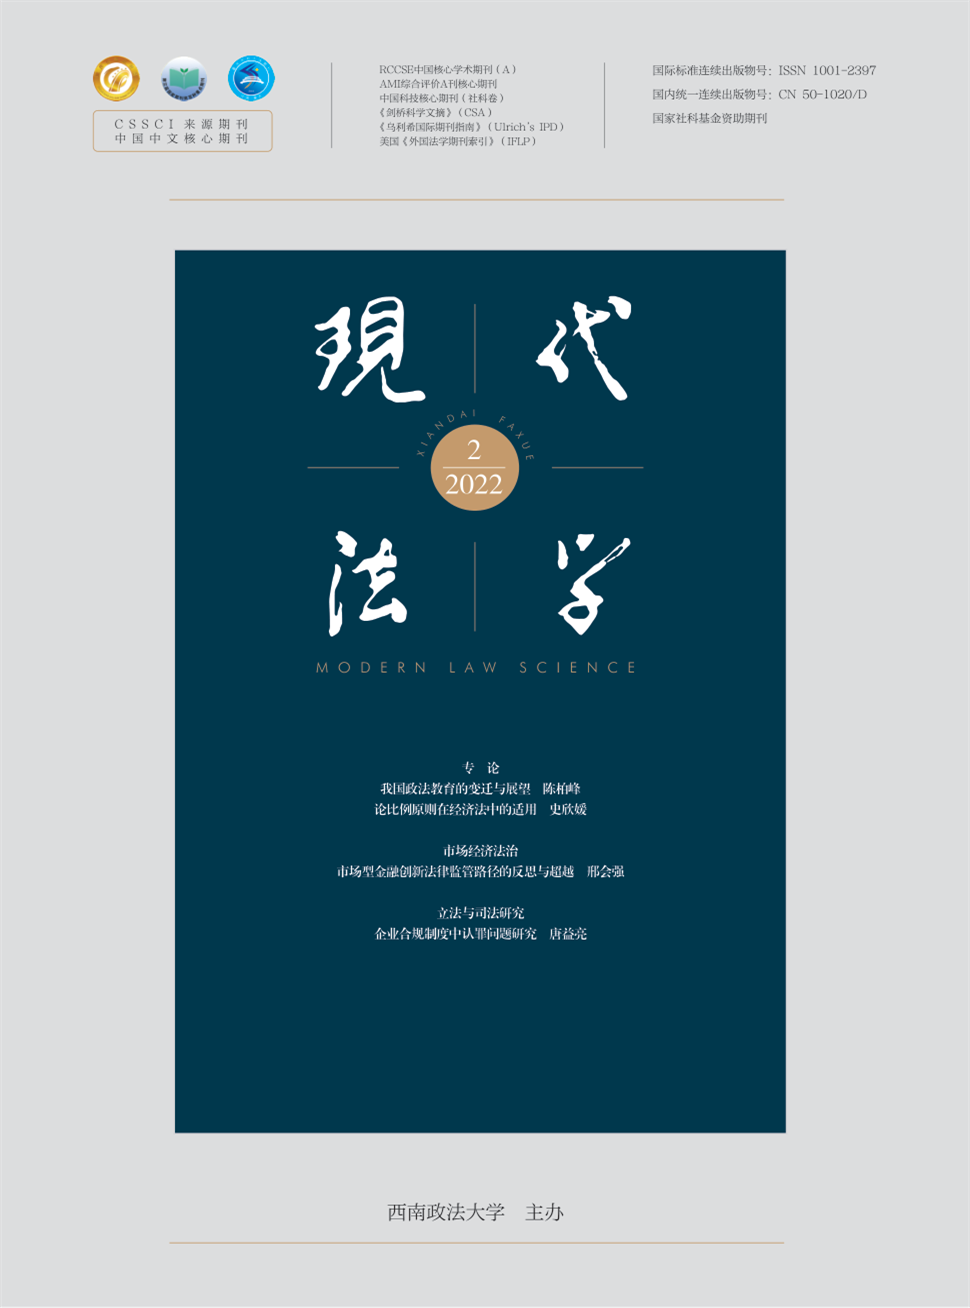 CSSCI 来源期刊
中国中文核心期刊
RCCSE中国核心学术期刊（A）
AMI综合评价A刊核心期刊
中国科技核心期刊（社科卷）
《剑桥科学文摘》（CSA）
《乌利希国际期刊指南》（Ulrich's IPD）
美国《外国法学期刊索引》（IFLP）
国际标准连续出版物号：ISSN 1001-2397
国内统一连续出版物号：CN 50-1020/D
国家社科基金资助期刊
現代
XIANDAI FAXUE
2
2022
法学
MODERN LAW SCIENCE
专 论
我国政法教育的变迁与展望 陈柏峰
论比例原则在经济法中的适用 史欣媛
市场经济法治
市场型金融创新法律监管路径的反思与超越 邢会强
立法与司法研究
企业合规制度中认罪问题研究 唐益亮
西南政法大学 主办